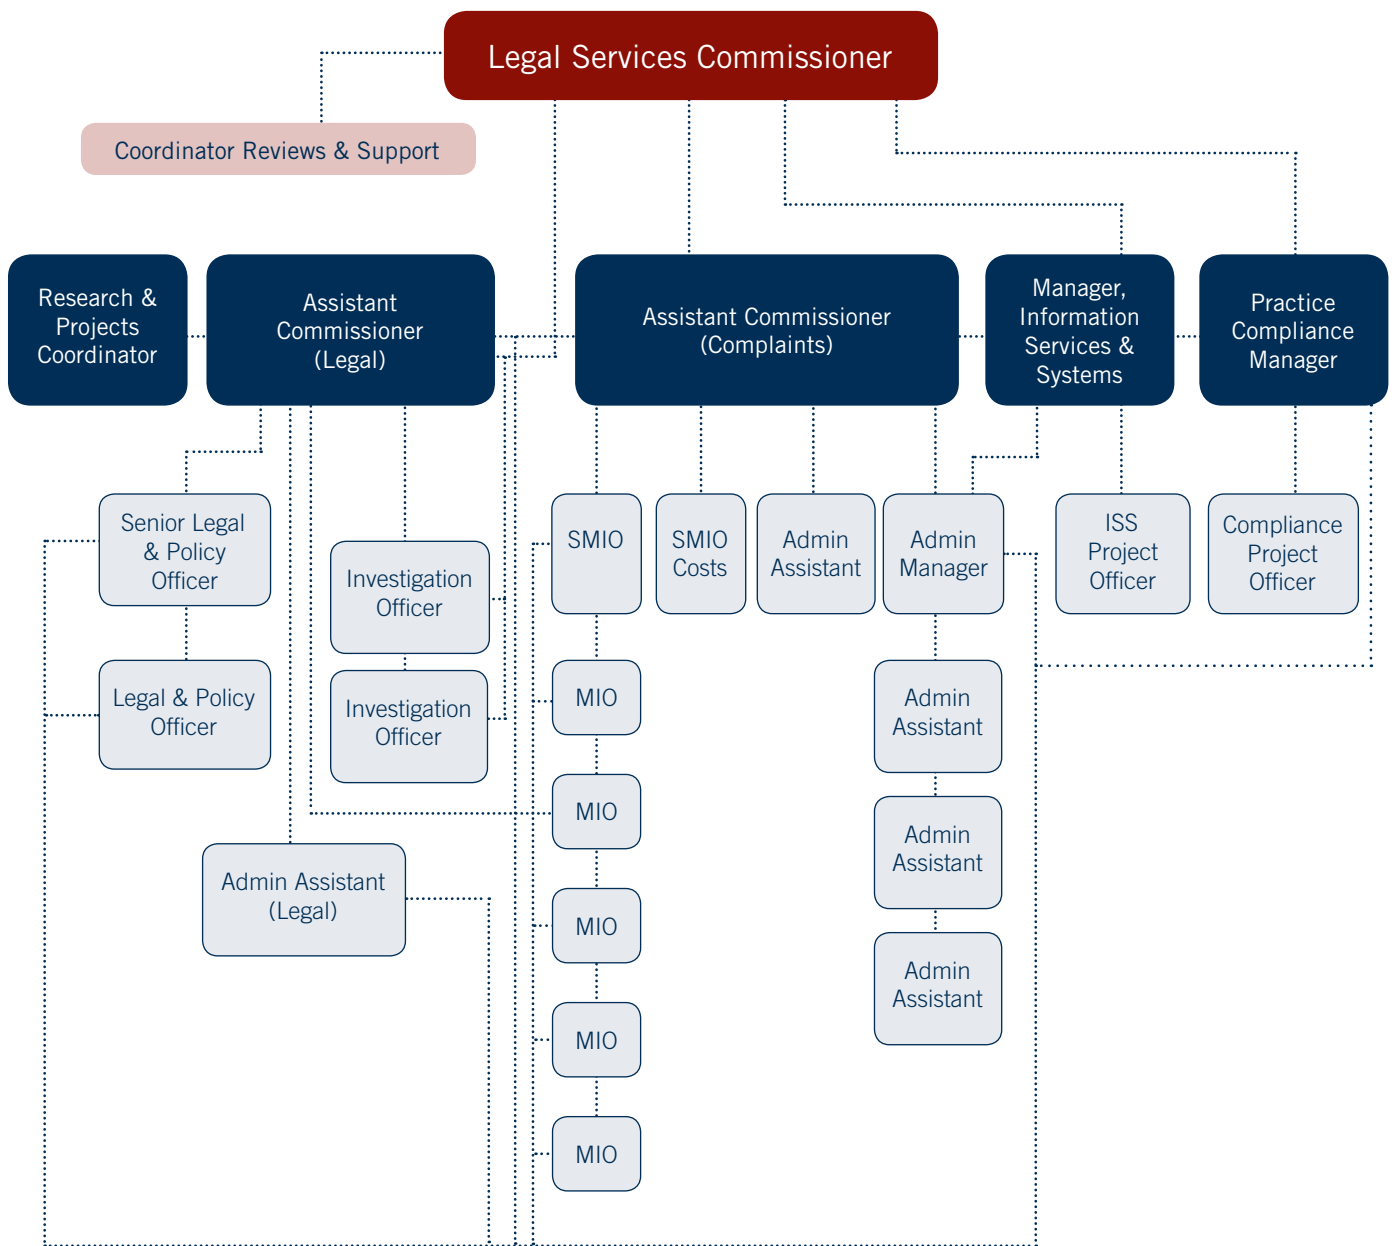 Legal Services Commissioner
Coordinator Reviews & Support
Research &
Projects
Coordinator
Assistant
Commissioner
(Legal)
Assistant Commissioner
(Complaints)
Manager,
Information
Services &
Systems
Practice
Compliance
Manager
Senior Legal
& Policy
Officer
Investigation
Officer
SMIO
SMIO
Costs
Admin
Assistant
Admin
Manager
ISS
Project
Officer
Compliance
Project
Officer
Legal & Policy
Officer
Investigation
Officer
MIO
Admin
Assistant
MIO
Admin
Assistant
Admin Assistant
(Legal)
MIO
Admin
Assistant
MIO
MIO